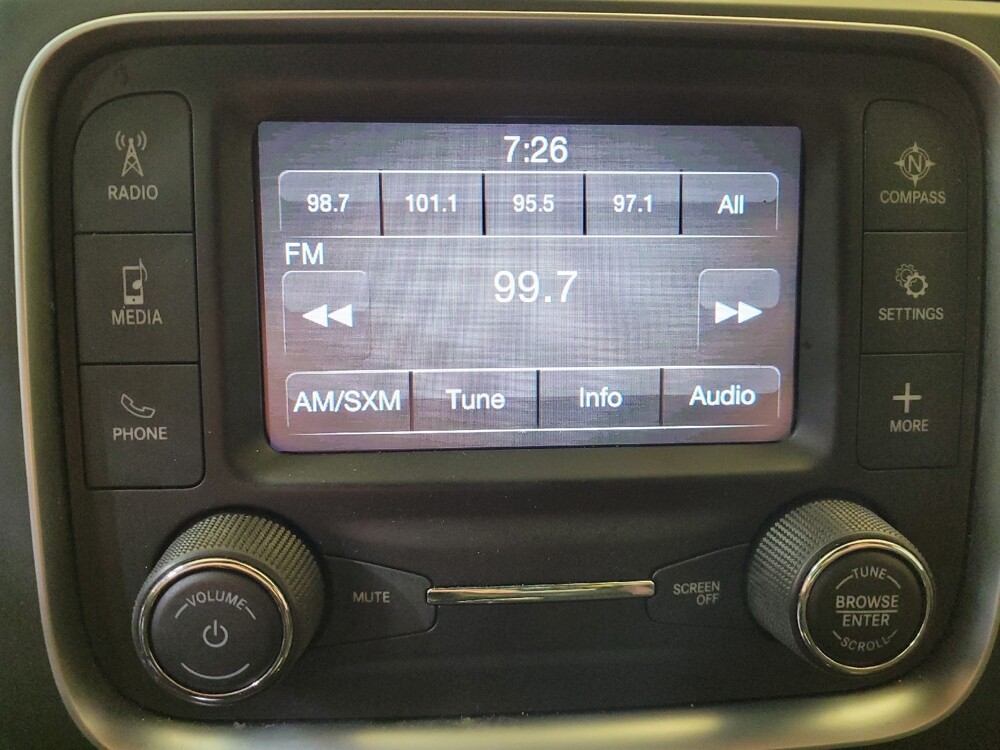 7:26
98.7 101.1 95.5 97.1 All
FM
99.7
AM/SXM Tune Info Audio
RADIO
MEDIA
PHONE
N
COMPASS
SETTINGS
MORE
VOLUME
MUTE
SCREEN
OFF
TUNE
BROWSE
ENTER
SCROLL